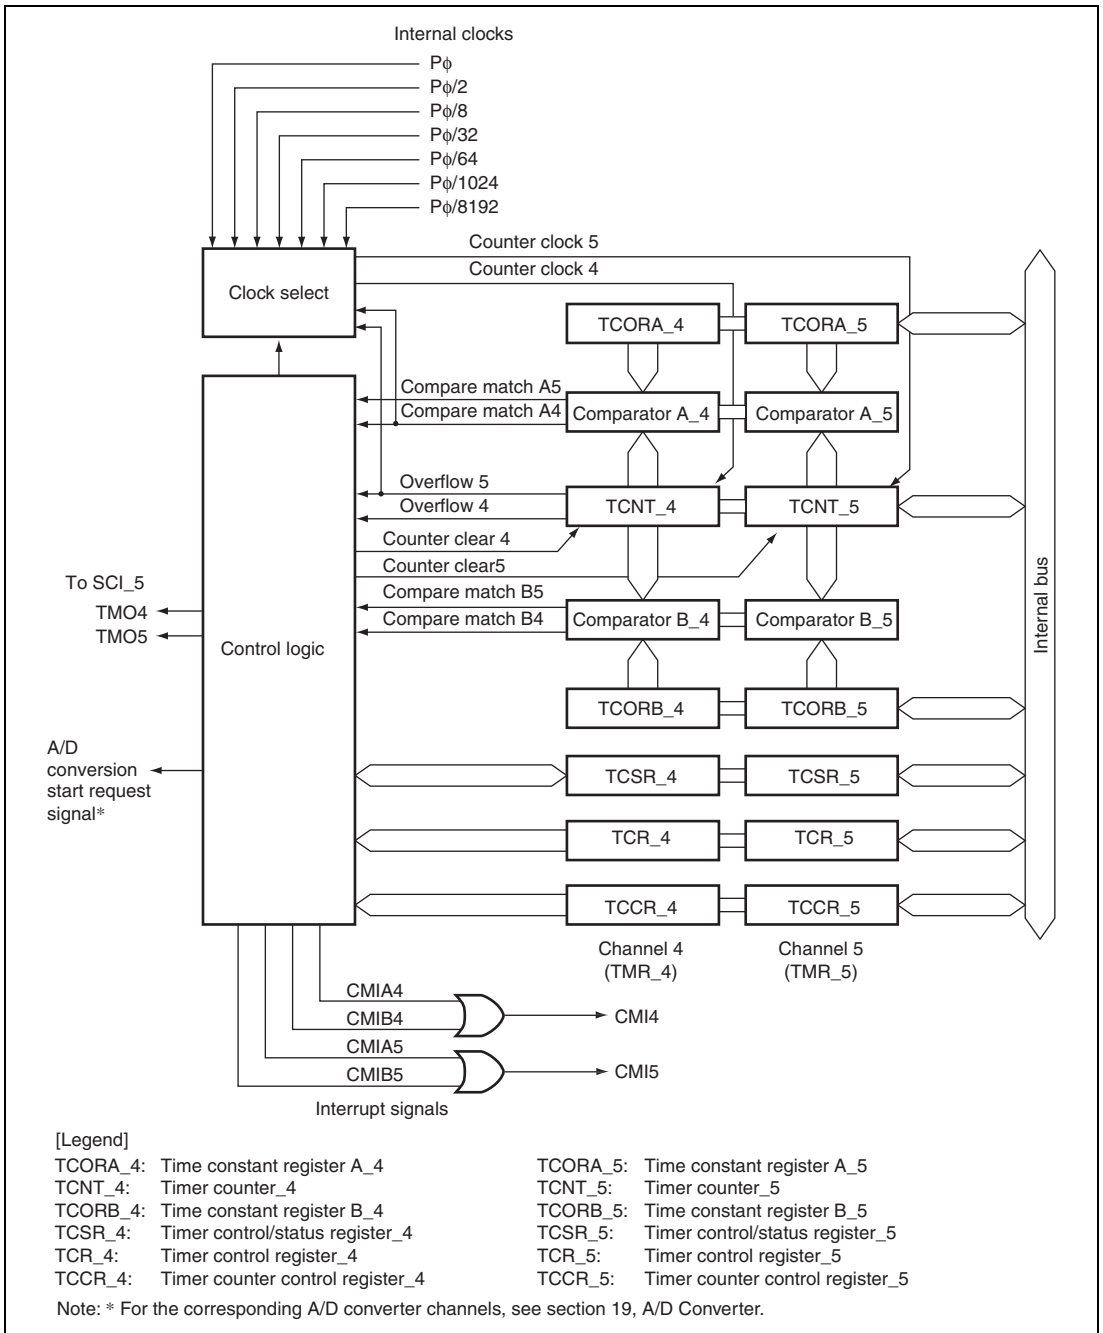 Internal clocks
Pϕ
Pϕ/2
Pϕ/8
Pϕ/32
Pϕ/64
Pϕ/1024
Pϕ/8192
Counter clock 5
Counter clock 4
Clock select
TCORA_4
TCORA_5
Compare match A5
Compare match A4
Comparator A_4
Comparator A_5
Overflow 5
Overflow 4
TCNT_4
TCNT_5
Counter clear 4
Counter clear5
Compare match B5
Compare match B4
Comparator B_4
Comparator B_5
To SCI_5
TMO4
TMO5
Control logic
Internal bus
TCORB_4
TCORB_5
A/D
conversion
start request
signal*
TCSR_4
TCSR_5
TCR_4
TCR_5
TCCR_4
TCCR_5
Channel 4
(TMR_4)
Channel 5
(TMR_5)
CMIA4
CMIB4
CMI4
CMIA5
CMIB5
CMI5
Interrupt signals
[Legend]
TCORA_4: Time constant register A_4
TCNT_4: Timer counter_4
TCORB_4: Time constant register B_4
TCSR_4: Timer control/status register_4
TCR_4: Timer control register_4
TCCR_4: Timer counter control register_4
TCORA_5: Time constant register A_5
TCNT_5: Timer counter_5
TCORB_5: Time constant register B_5
TCSR_5: Timer control/status register_5
TCR_5: Timer control register_5
TCCR_5: Timer counter control register_5
Note: * For the corresponding A/D converter channels, see section 19, A/D Converter.